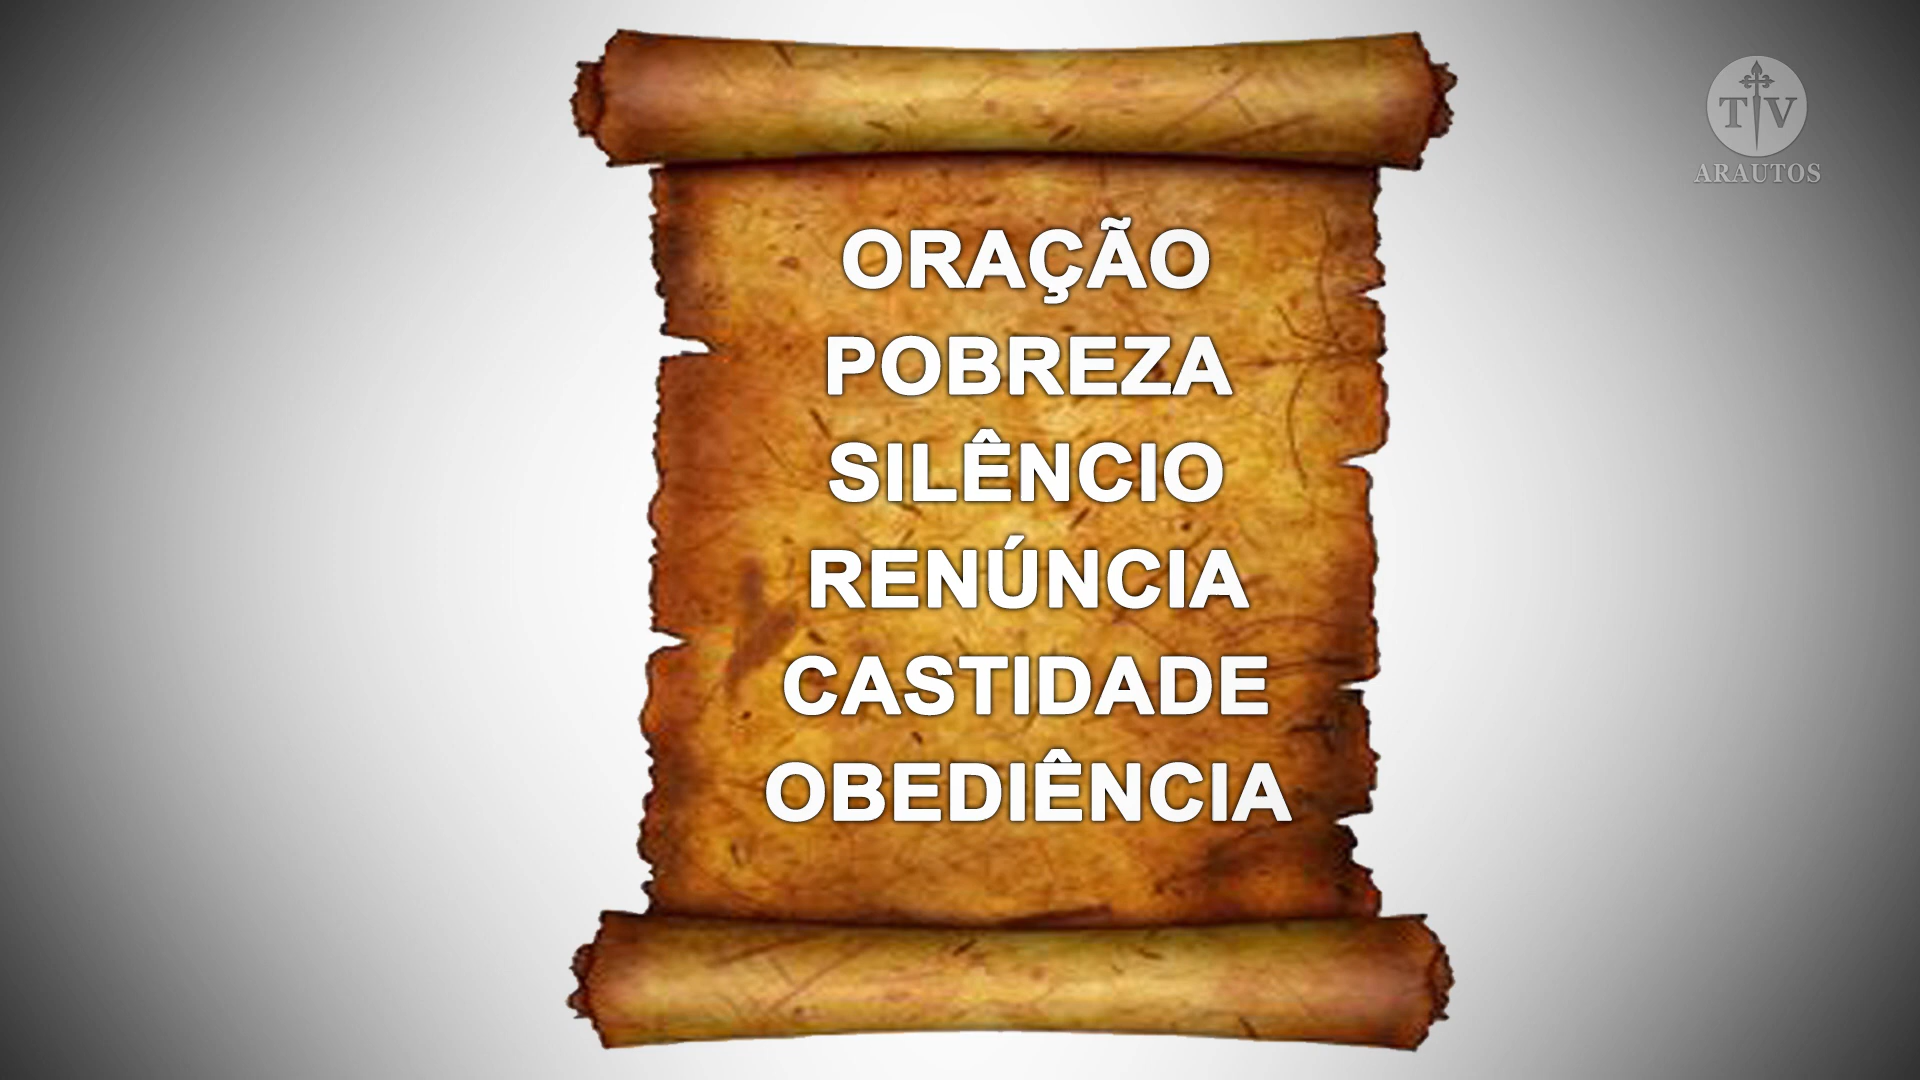 TV
ARAUTOS
ORAÇÃO
POBREZA
SILÊNCIO
RENÚNCIA
CASTIDADE
OBEDIÊNCIA